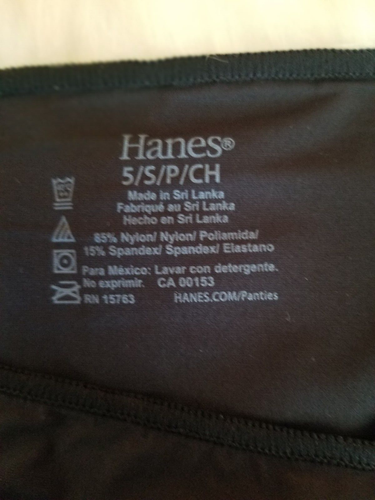 Hanes®
5/S/P/CH
Made in Sri Lanka
Fabriqué au Sri Lanka
Hecho en Sri Lanka
85% Nylon/ Nylon/ Poliamida/
15% Spandex/ Spandex/ Elastano
Para México: Lavar con detergente.
No exprimir. CA 00153
RN 15763 HANES.COM/Panties